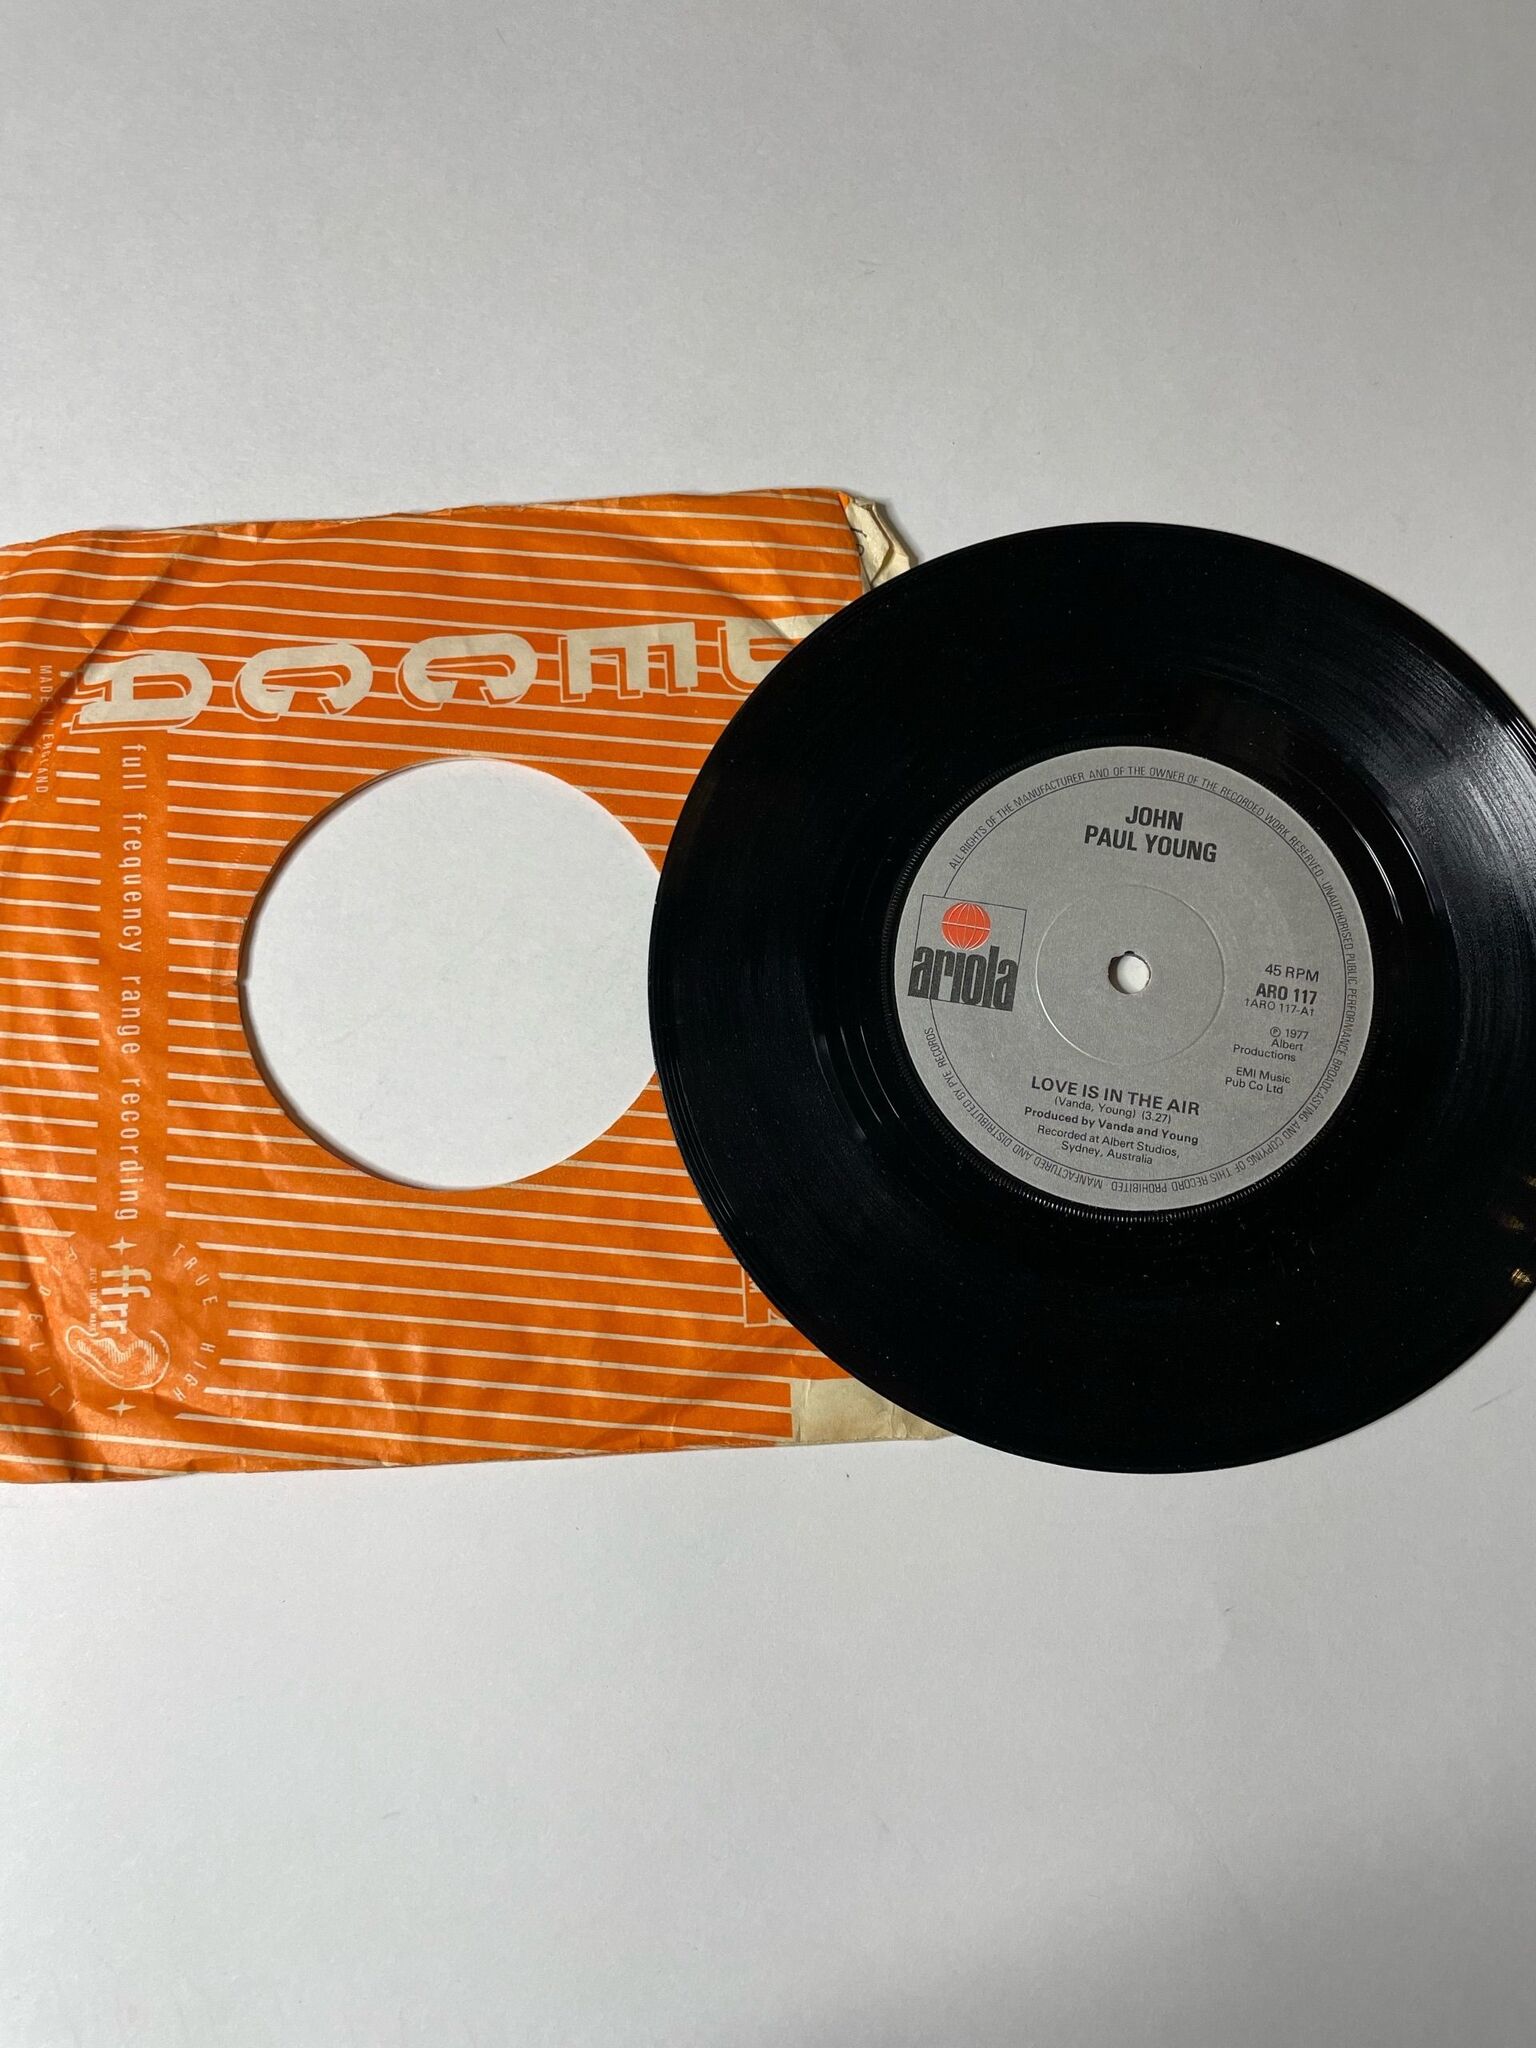 DECCA
MADE IN ENGLAND
full frequency range recording
ffrr
TRUE HIGH
JOHN
PAUL YOUNG
ariola
45 RPM
ARO 117
1ARO 117-A1
℗ 1977
Albert
Productions
EMI Music
Pub Co Ltd
LOVE IS IN THE AIR
(Vanda, Young) (3.27)
Produced by Vanda and Young
Recorded at Albert Studios,
Sydney, Australia
ALL RIGHTS OF THE MANUFACTURER AND OF THE OWNER OF THE RECORDED WORK RESERVED · UNAUTHORISED PUBLIC PERFORMANCE BROADCASTING AND COPYING OF THIS RECORD PROHIBITED · MANUFACTURED AND DISTRIBUTED BY PYE RECORDS